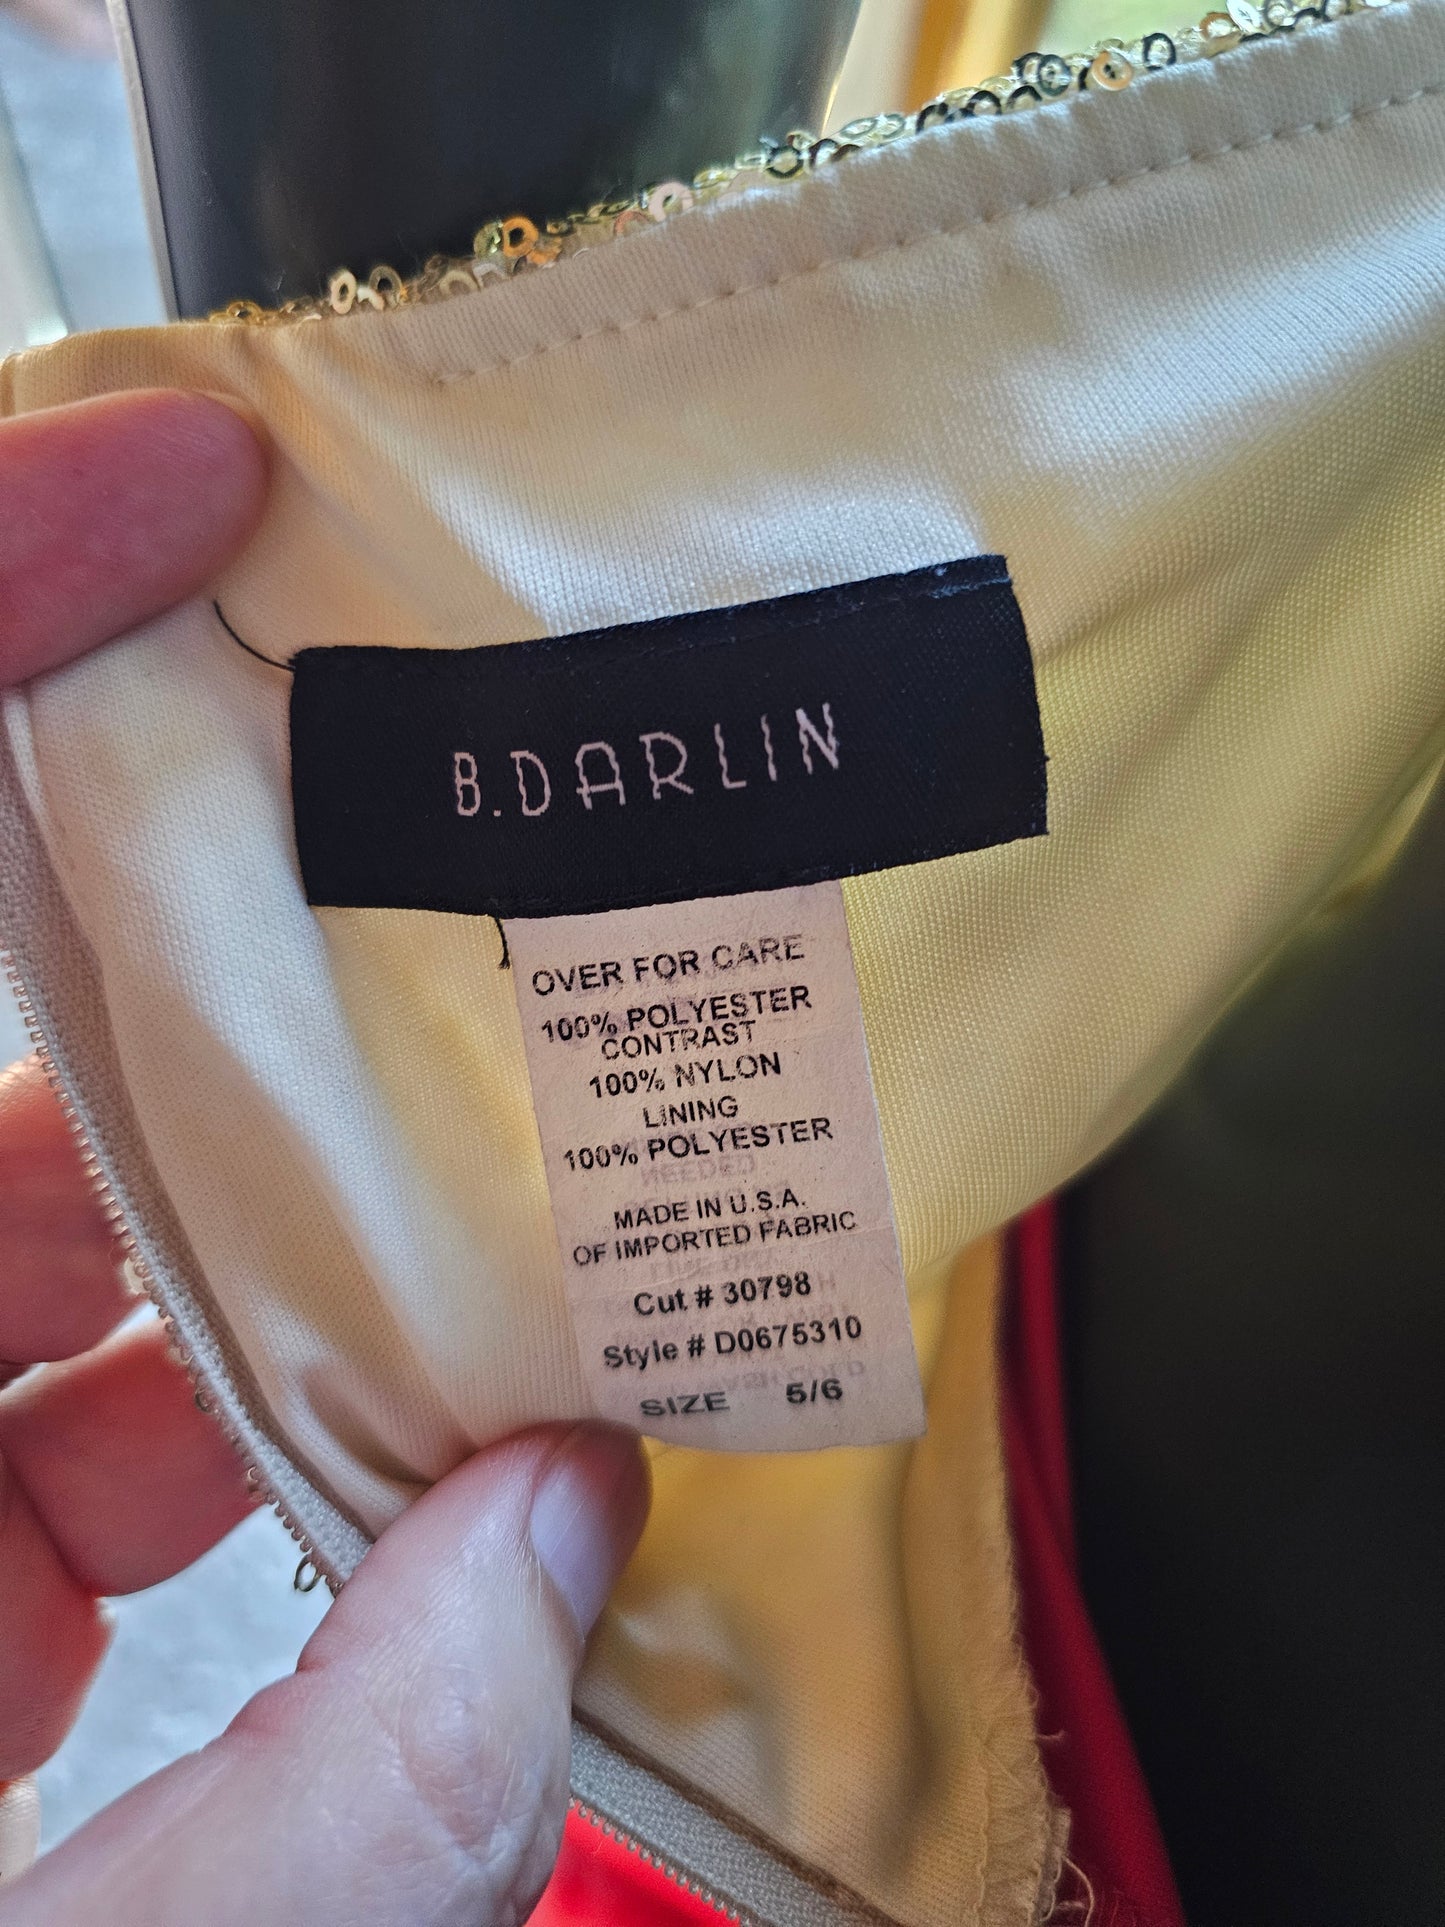 B.DARLIN
OVER FOR CARE
100% POLYESTER
CONTRAST
100% NYLON
LINING
100% POLYESTER
MADE IN U.S.A.
OF IMPORTED FABRIC
Cut # 30798
Style # D0675310
SIZE 5/6